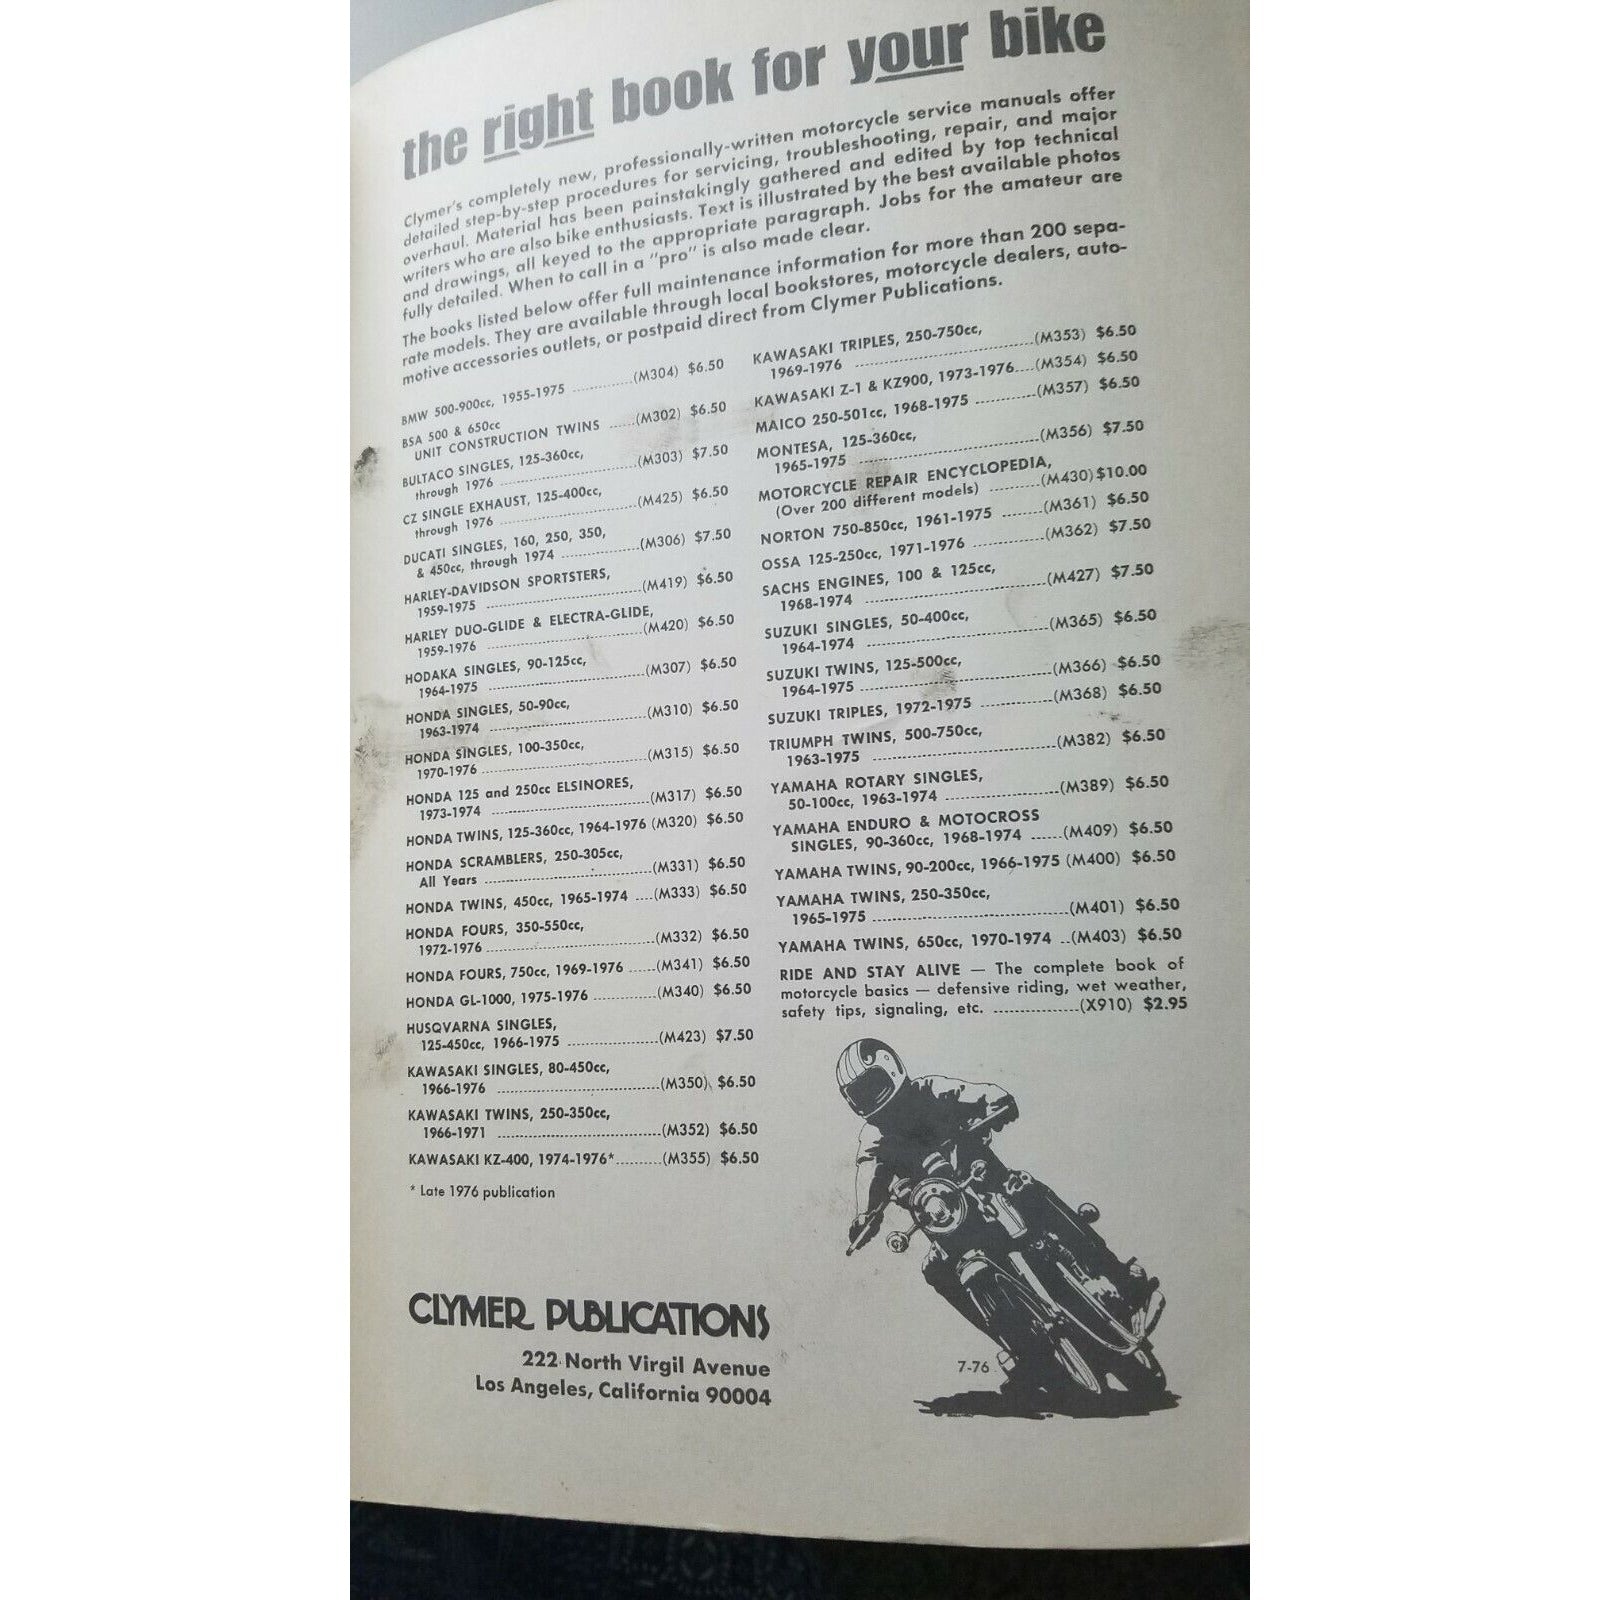 the right book for your bike
Clymer's completely new, professionally-written motorcycle service manuals offer
detailed step-by-step procedures for servicing, troubleshooting, repair, and major
overhaul. Material has been painstakingly gathered and edited by top technical
writers who are also bike enthusiasts. Text is illustrated by the best available photos
and drawings, all keyed to the appropriate paragraph. Jobs for the amateur are
fully detailed. When to call in a "pro" is also made clear.
The books listed below offer full maintenance information for more than 200 sepa-
rate models. They are available through local bookstores, motorcycle dealers, auto-
motive accessories outlets, or postpaid direct from Clymer Publications.
BMW 500-900cc, 1955-1975 ............(M304) $6.50
BSA 500 & 650cc
UNIT CONSTRUCTION TWINS ......(M302) $6.50
BULTACO SINGLES, 125-360cc,
through 1976 ............(M303) $7.50
CZ SINGLE EXHAUST, 125-400cc,
through 1976 ............(M425) $6.50
DUCATI SINGLES, 160, 250, 350,
& 450cc, through 1974 ............(M306) $7.50
HARLEY-DAVIDSON SPORTSTERS,
1959-1975 ............(M419) $6.50
HARLEY DUO-GLIDE & ELECTRA-GLIDE,
1959-1976 ............(M420) $6.50
HODAKA SINGLES, 90-125cc,
1964-1975 ............(M307) $6.50
HONDA SINGLES, 50-90cc,
1963-1974 ............(M310) $6.50
HONDA SINGLES, 100-350cc,
1970-1976 ............(M315) $6.50
HONDA 125 and 250cc ELSINORES,
1973-1974 ............(M317) $6.50
HONDA TWINS, 125-360cc, 1964-1976 (M320) $6.50
HONDA SCRAMBLERS, 250-305cc,
All Years ............(M331) $6.50
HONDA TWINS, 450cc, 1965-1974 ....(M333) $6.50
HONDA FOURS, 350-550cc,
1972-1976 ............(M332) $6.50
HONDA FOURS, 750cc, 1969-1976 ......(M341) $6.50
HONDA GL-1000, 1975-1976 ............(M340) $6.50
HUSQVARNA SINGLES,
125-450cc, 1966-1975 ............(M423) $7.50
KAWASAKI SINGLES, 80-450cc,
1966-1976 ............(M350) $6.50
KAWASAKI TWINS, 250-350cc,
1966-1971 ............(M352) $6.50
KAWASAKI KZ-400, 1974-1976*..........(M355) $6.50
* Late 1976 publication
KAWASAKI TRIPLES, 250-750cc,
1969-1976 ............(M353) $6.50
KAWASAKI Z-1 & KZ900, 1973-1976....(M354) $6.50
MAICO 250-501cc, 1968-1975 ............(M357) $6.50
MONTESA, 125-360cc,
1965-1975 ............(M356) $7.50
MOTORCYCLE REPAIR ENCYCLOPEDIA,
(Over 200 different models) ..........(M430) $10.00
NORTON 750-850cc, 1961-1975 ........(M361) $6.50
OSSA 125-250cc, 1971-1976 ............(M362) $7.50
SACHS ENGINES, 100 & 125cc,
1968-1974 ............(M427) $7.50
SUZUKI SINGLES, 50-400cc,
1964-1974 ............(M365) $6.50
SUZUKI TWINS, 125-500cc,
1964-1975 ............(M366) $6.50
SUZUKI TRIPLES, 1972-1975 ............(M368) $6.50
TRIUMPH TWINS, 500-750cc,
1963-1975 ............(M382) $6.50
YAMAHA ROTARY SINGLES,
50-100cc, 1963-1974 ............(M389) $6.50
YAMAHA ENDURO & MOTOCROSS
SINGLES, 90-360cc, 1968-1974 ......(M409) $6.50
YAMAHA TWINS, 90-200cc, 1966-1975 (M400) $6.50
YAMAHA TWINS, 250-350cc,
1965-1975 ............(M401) $6.50
YAMAHA TWINS, 650cc, 1970-1974 ..(M403) $6.50
RIDE AND STAY ALIVE — The complete book of
motorcycle basics — defensive riding, wet weather,
safety tips, signaling, etc. ............(X910) $2.95
CLYMER PUBLICATIONS
222 North Virgil Avenue
Los Angeles, California 90004
7-76